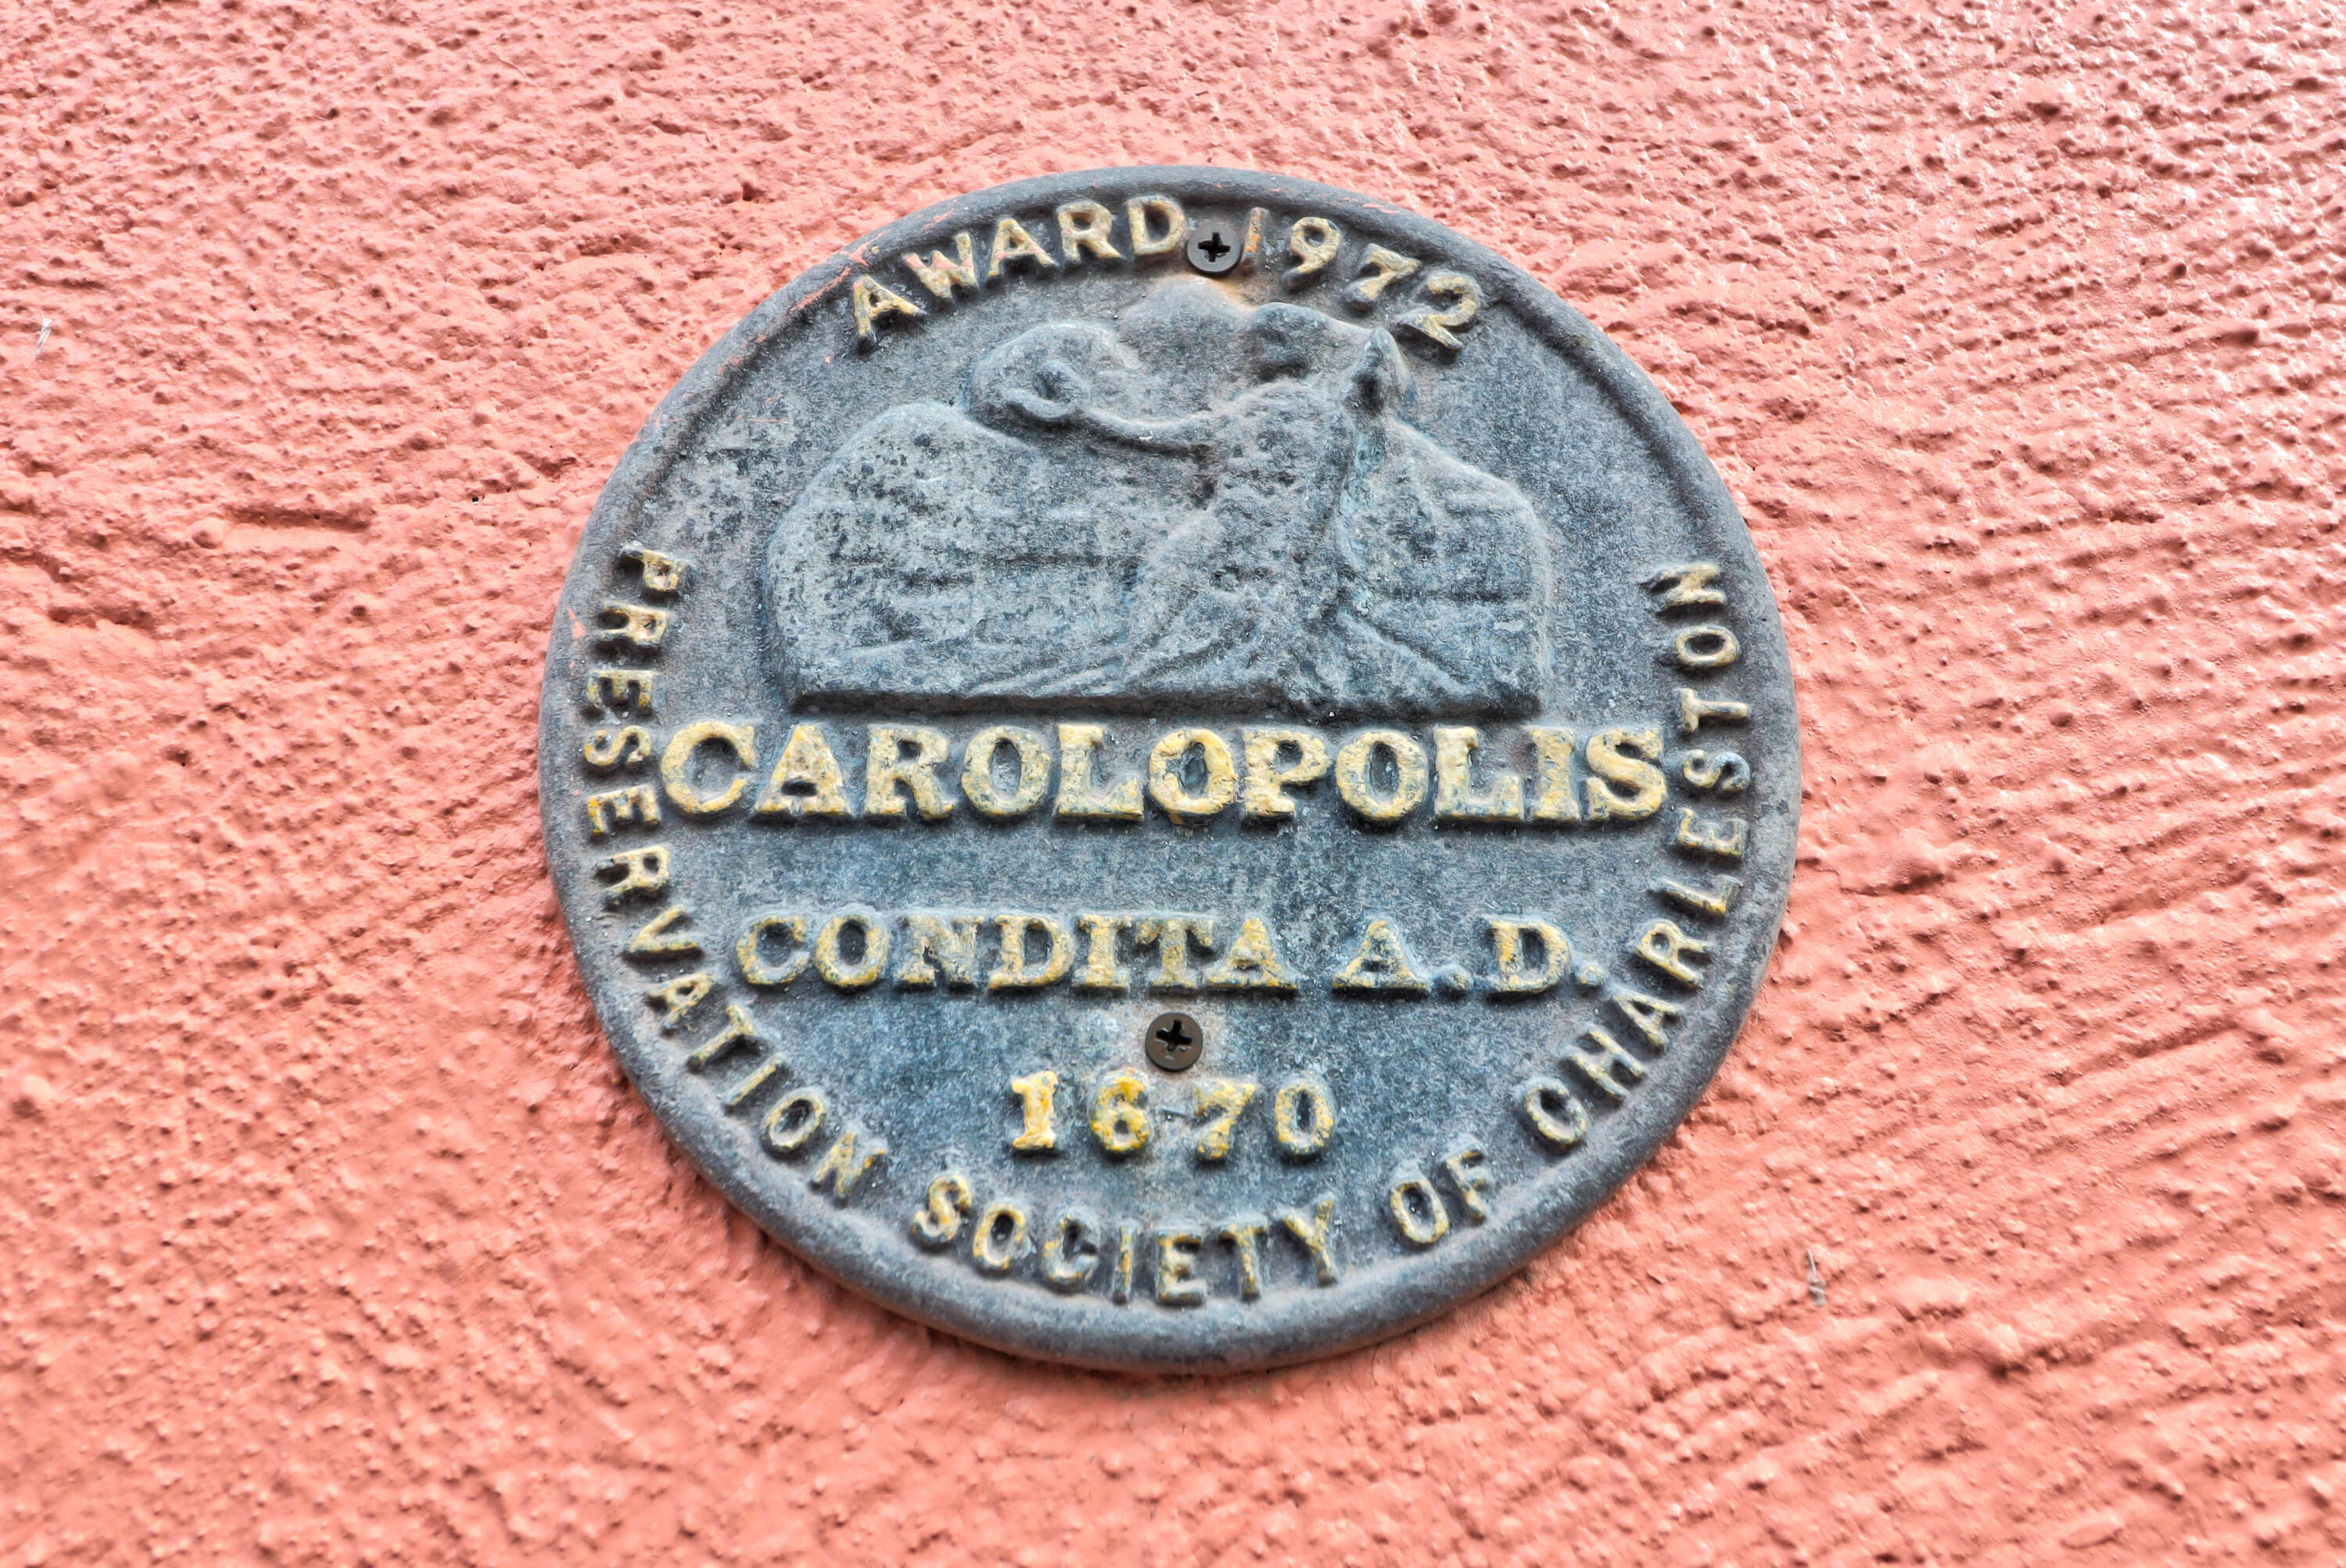 AWARD 1972
CAROLOPOLIS
CONDITA A.D.
1670
PRESERVATION SOCIETY OF CHARLESTON